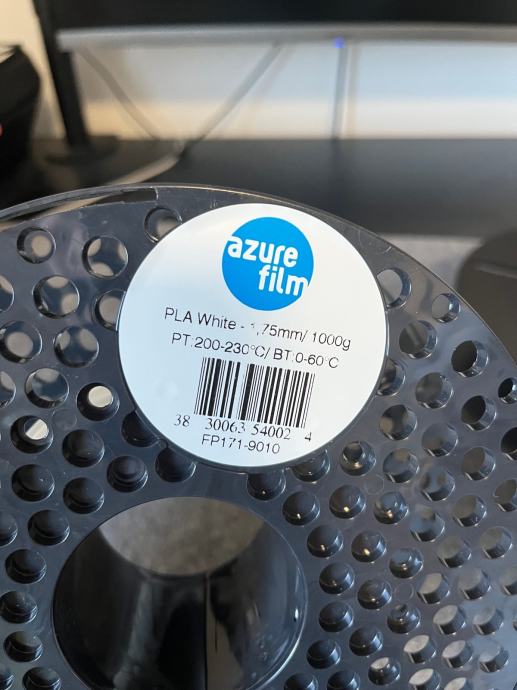 azure
film
PLA White - 1,75mm/ 1000g
PT:200-230°C/ BT:0-60°C
38 30063 54002 4
FP171-9010